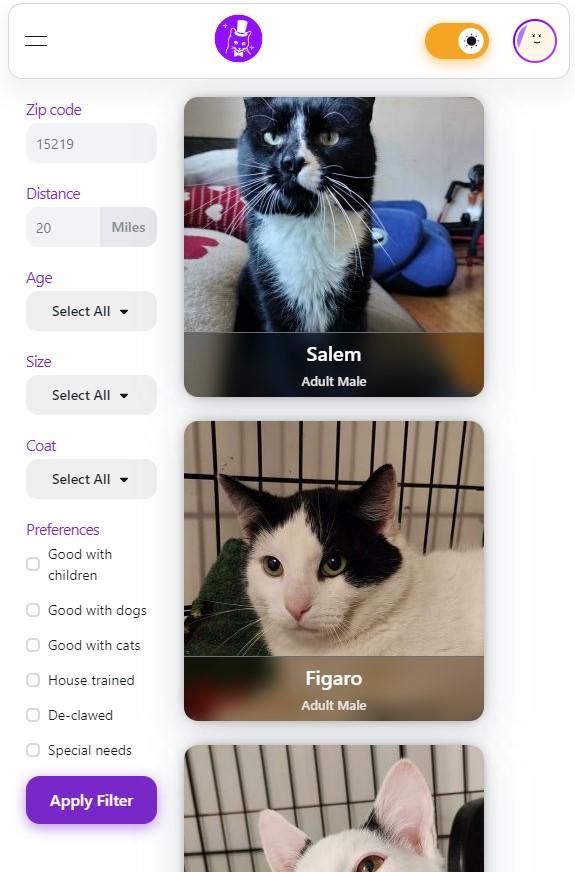 Zip code
15219
Distance
20 Miles
Age
Select All
Size
Select All
Coat
Select All
Preferences
Good with
children
Good with dogs
Good with cats
House trained
De-clawed
Special needs
Apply Filter
Salem
Adult Male
Figaro
Adult Male